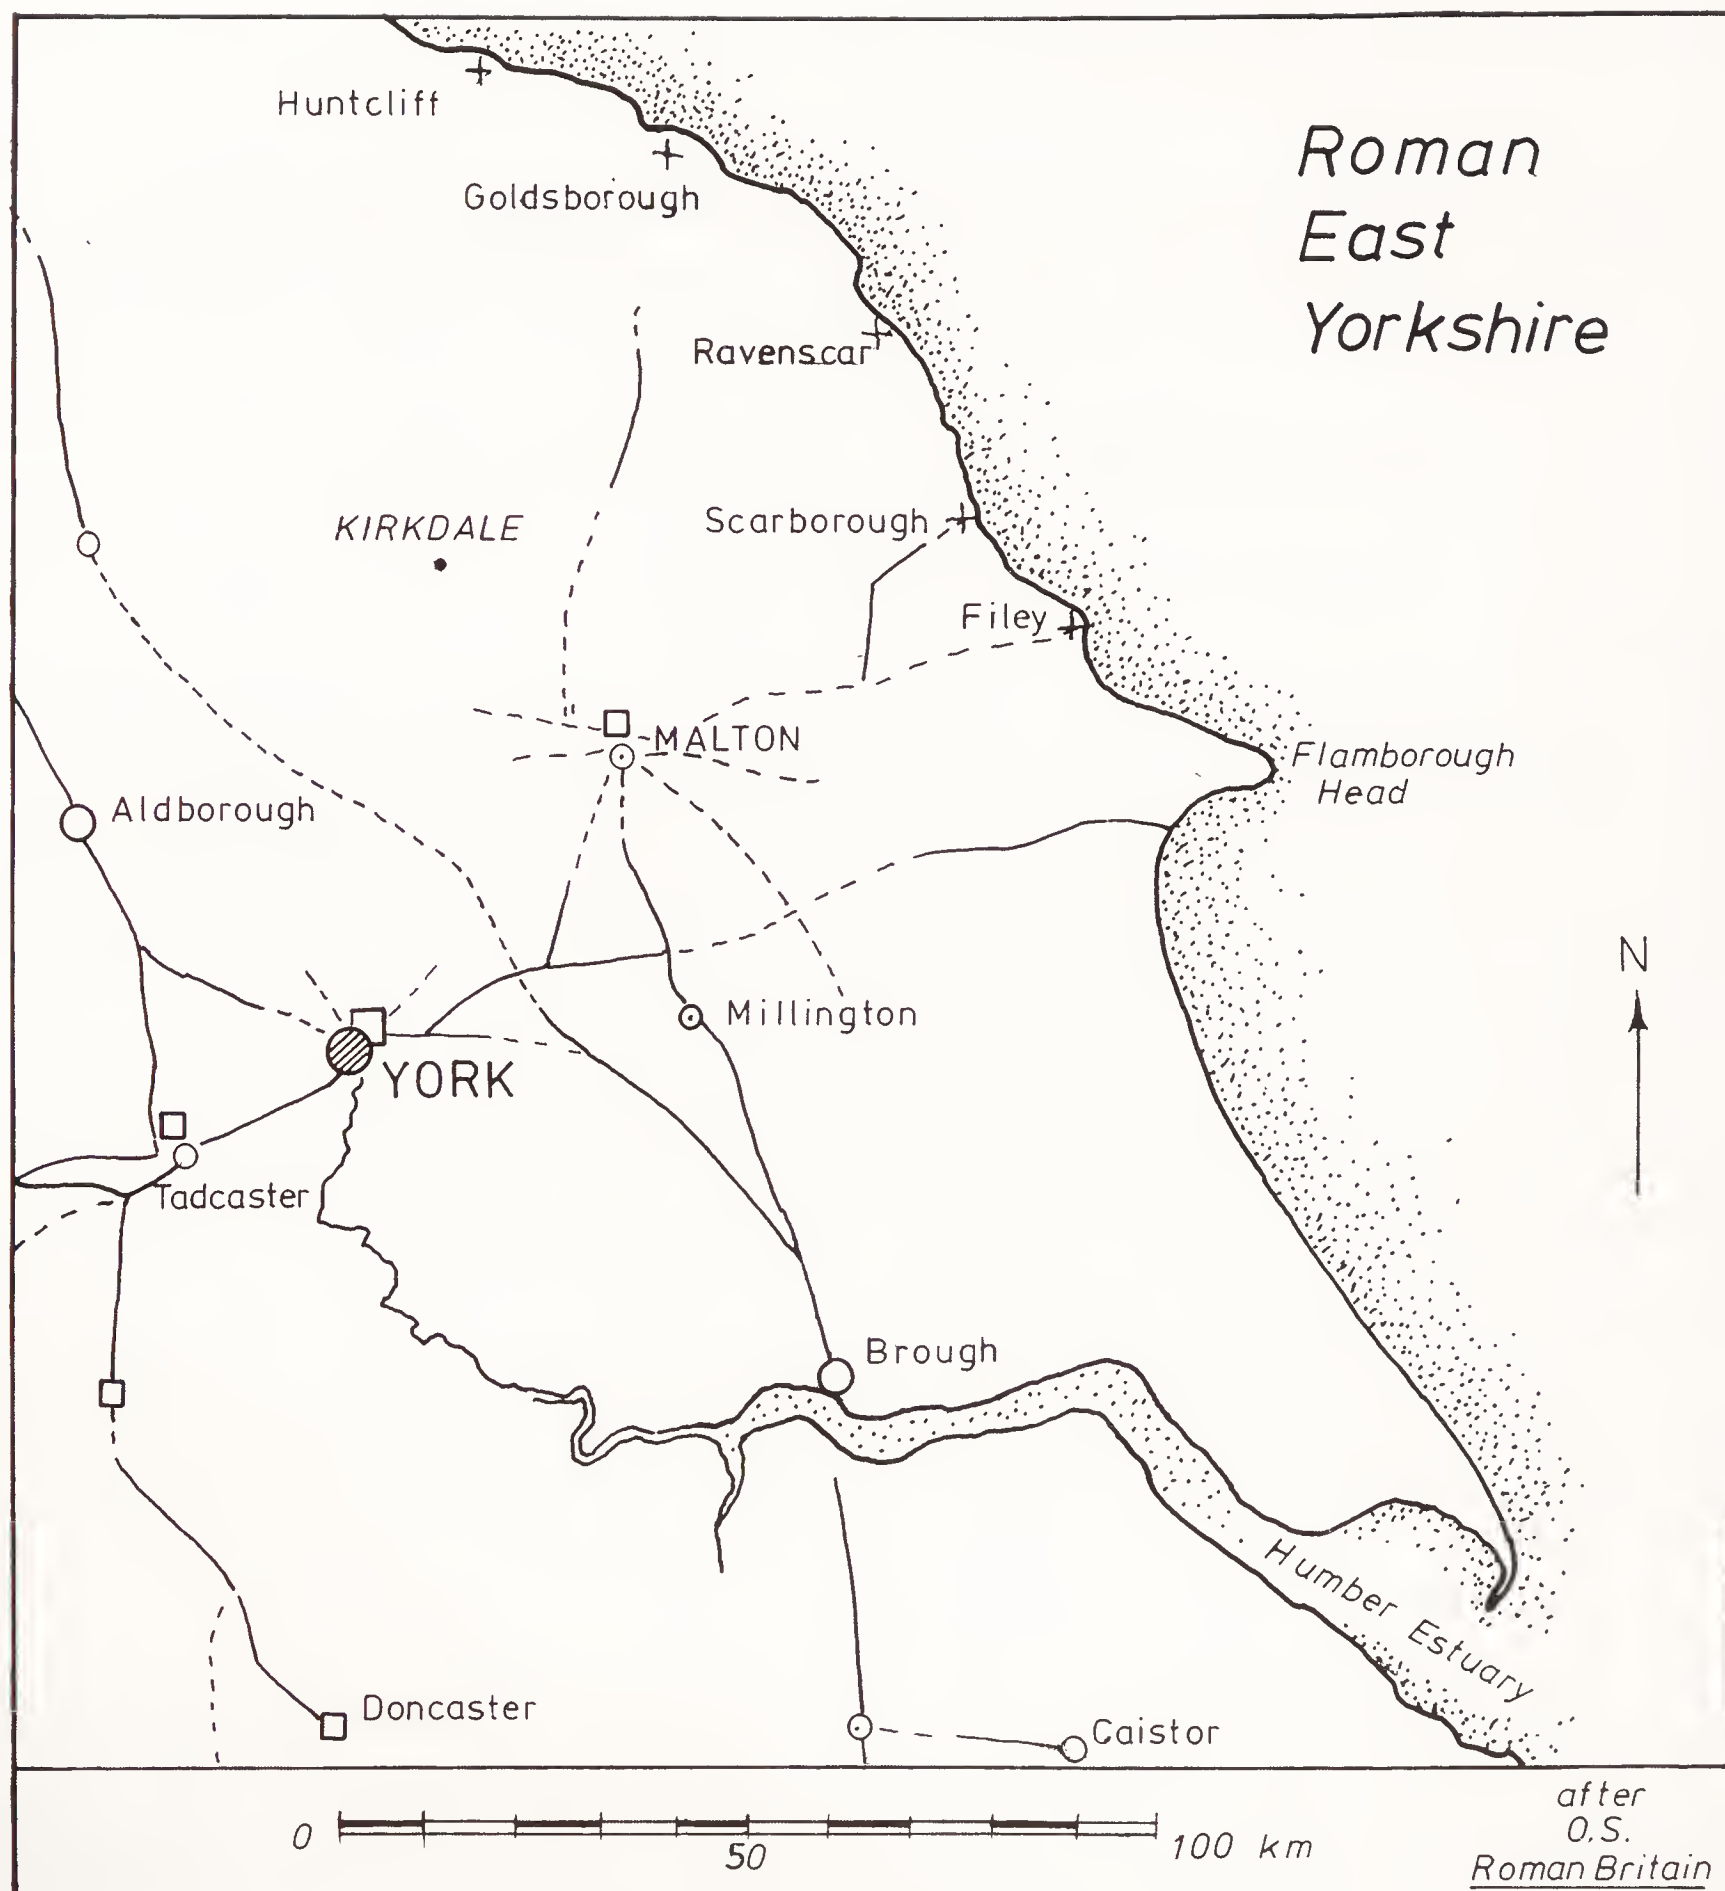 Roman
East
Yorkshire
Huntcliff
Goldsborough
Ravenscar
KIRKDALE
Scarborough
Filey
MALTON
Flamborough
Head
Aldborough
N
Millington
YORK
Tadcaster
Brough
Humber Estuary
Doncaster
Caistor
0
50
100 km
after
O.S.
Roman Britain